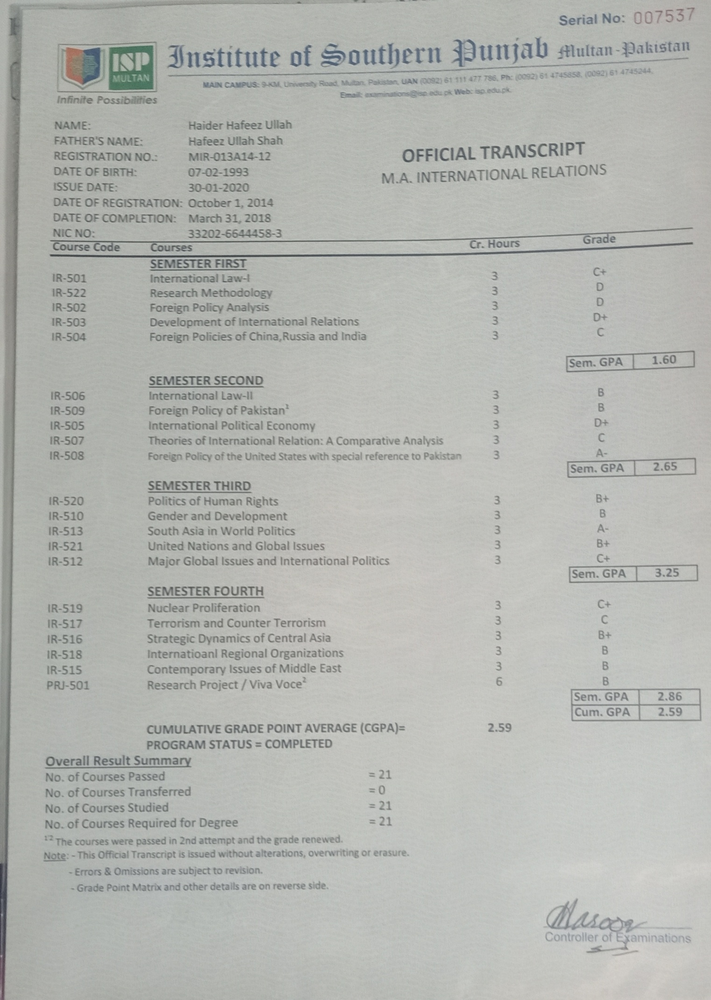 Serial No: 007537
ISP
MULTAN
Infinite Possibilities
Institute of Southern Punjab Multan-Pakistan
MAIN CAMPUS: 9-KM, University Road, Multan, Pakistan, UAN (0092) 61 111 477 786, Ph: (0092) 61 4745858, (0092) 61 4745244,
Email: examinations@isp.edu.pk Web: isp.edu.pk.
NAME: Haider Hafeez Ullah
FATHER'S NAME: Hafeez Ullah Shah
REGISTRATION NO.: MIR-013A14-12
DATE OF BIRTH: 07-02-1993
ISSUE DATE: 30-01-2020
DATE OF REGISTRATION: October 1, 2014
DATE OF COMPLETION: March 31, 2018
NIC NO: 33202-6644458-3
OFFICIAL TRANSCRIPT
M.A. INTERNATIONAL RELATIONS
Course Code Courses Cr. Hours Grade
SEMESTER FIRST
IR-501 International Law-I 3 C+
IR-522 Research Methodology 3 D
IR-502 Foreign Policy Analysis 3 D
IR-503 Development of International Relations 3 D+
IR-504 Foreign Policies of China,Russia and India 3 C
Sem. GPA 1.60
SEMESTER SECOND
IR-506 International Law-II 3 B
IR-509 Foreign Policy of Pakistan¹ 3 B
IR-505 International Political Economy 3 D+
IR-507 Theories of International Relation: A Comparative Analysis 3 C
IR-508 Foreign Policy of the United States with special reference to Pakistan 3 A-
Sem. GPA 2.65
SEMESTER THIRD
IR-520 Politics of Human Rights 3 B+
IR-510 Gender and Development 3 B
IR-513 South Asia in World Politics 3 A-
IR-521 United Nations and Global Issues 3 B+
IR-512 Major Global Issues and International Politics 3 C+
Sem. GPA 3.25
SEMESTER FOURTH
IR-519 Nuclear Proliferation 3 C+
IR-517 Terrorism and Counter Terrorism 3 C
IR-516 Strategic Dynamics of Central Asia 3 B+
IR-518 Internatioanl Regional Organizations 3 B
IR-515 Contemporary Issues of Middle East 3 B
PRJ-501 Research Project / Viva Voce² 6 B
Sem. GPA 2.86
Cum. GPA 2.59
CUMULATIVE GRADE POINT AVERAGE (CGPA)= 2.59
PROGRAM STATUS = COMPLETED
Overall Result Summary
No. of Courses Passed = 21
No. of Courses Transferred = 0
No. of Courses Studied = 21
No. of Courses Required for Degree = 21
¹'² The courses were passed in 2nd attempt and the grade renewed.
Note: - This Official Transcript is issued without alterations, overwriting or erasure.
- Errors & Omissions are subject to revision.
- Grade Point Matrix and other details are on reverse side.
Controller of Examinations